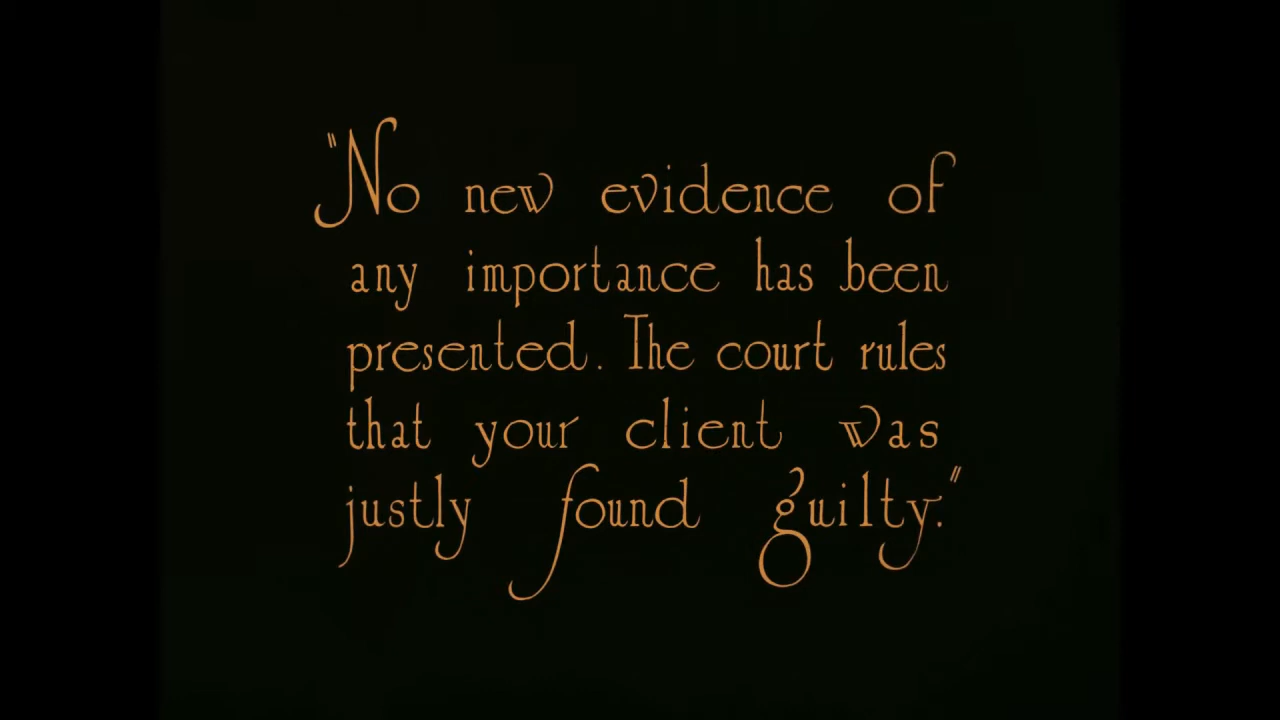 "No new evidence of
any importance has been
presented. The court rules
that your client was
justly found guilty."